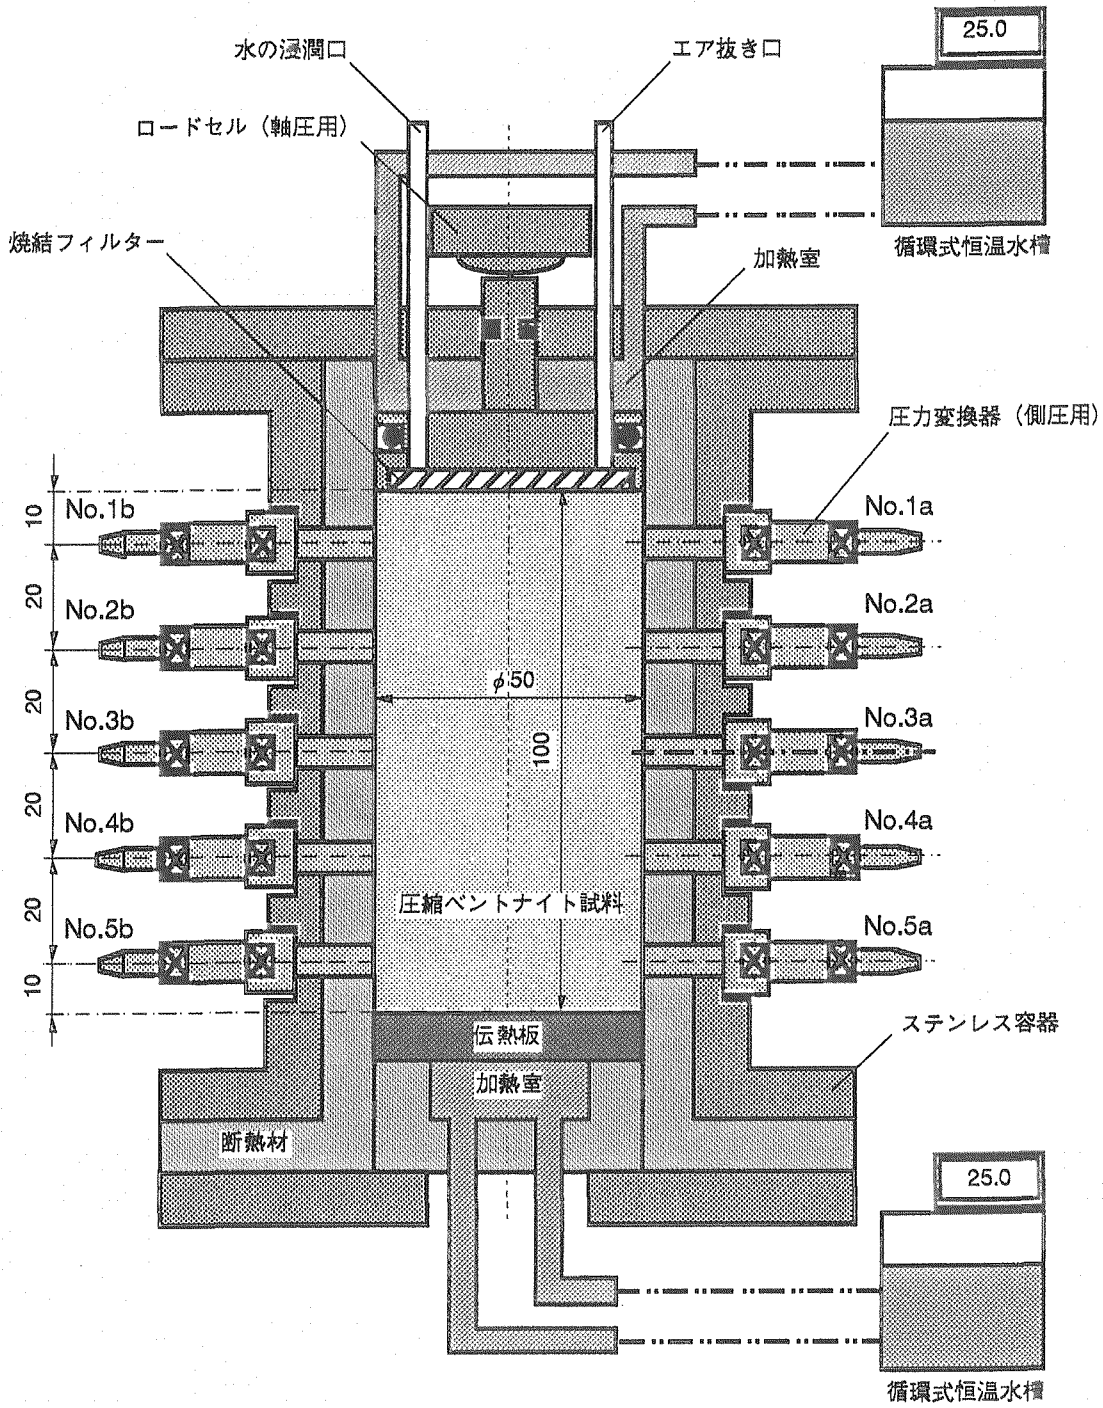 25.0
水の浸潤口
エア抜き口
ロードセル（軸圧用）
焼結フィルター
加熱室
循環式恒温水槽
圧力変換器（側圧用）
10
No.1b
No.1a
20
No.2b
No.2a
φ50
20
No.3b
No.3a
100
20
No.4b
No.4a
圧縮ベントナイト試料
20
No.5b
No.5a
10
伝熱板
ステンレス容器
加熱室
断熱材
25.0
循環式恒温水槽